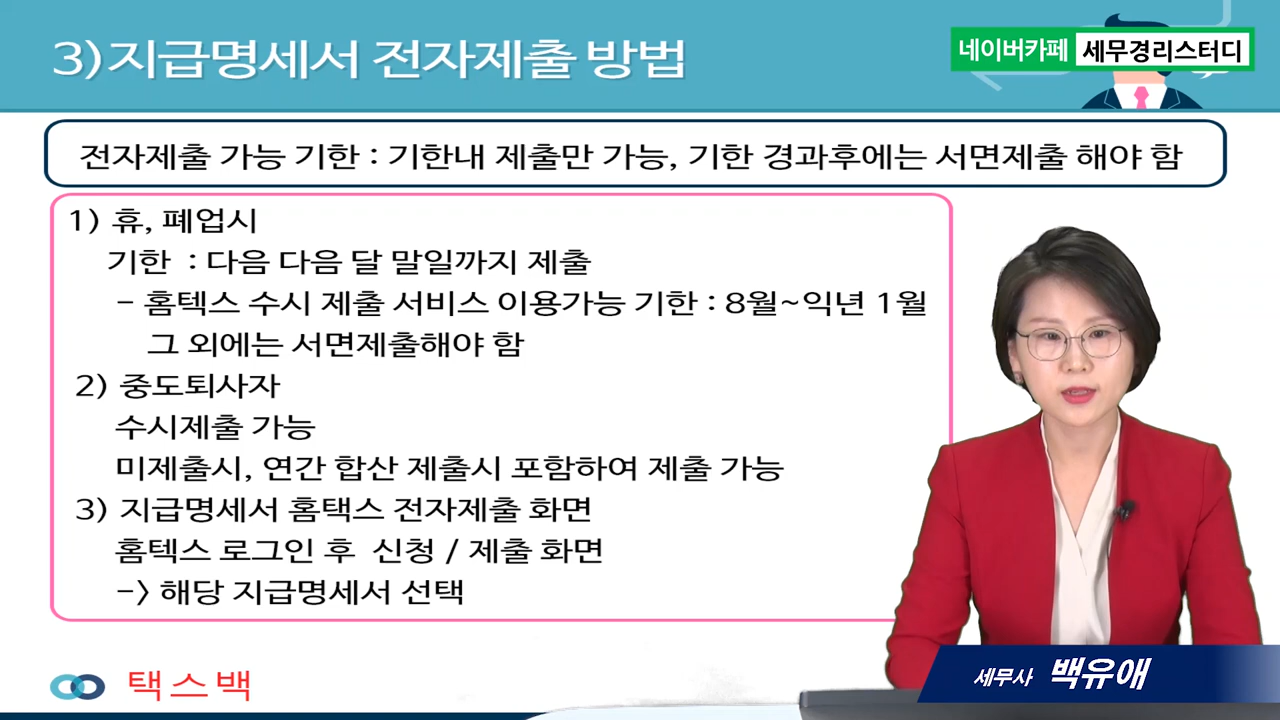 3)지급명세서 전자제출 방법
네이버카페 세무경리스터디
전자제출 가능 기한 : 기한내 제출만 가능, 기한 경과후에는 서면제출 해야 함
1) 휴, 폐업시
기한 : 다음 다음 달 말일까지 제출
- 홈텍스 수시 제출 서비스 이용가능 기한 : 8월~익년 1월
그 외에는 서면제출해야 함
2) 중도퇴사자
수시제출 가능
미제출시, 연간 합산 제출시 포함하여 제출 가능
3) 지급명세서 홈택스 전자제출 화면
홈텍스 로그인 후 신청 / 제출 화면
-> 해당 지급명세서 선택
택스백
세무사 백유애